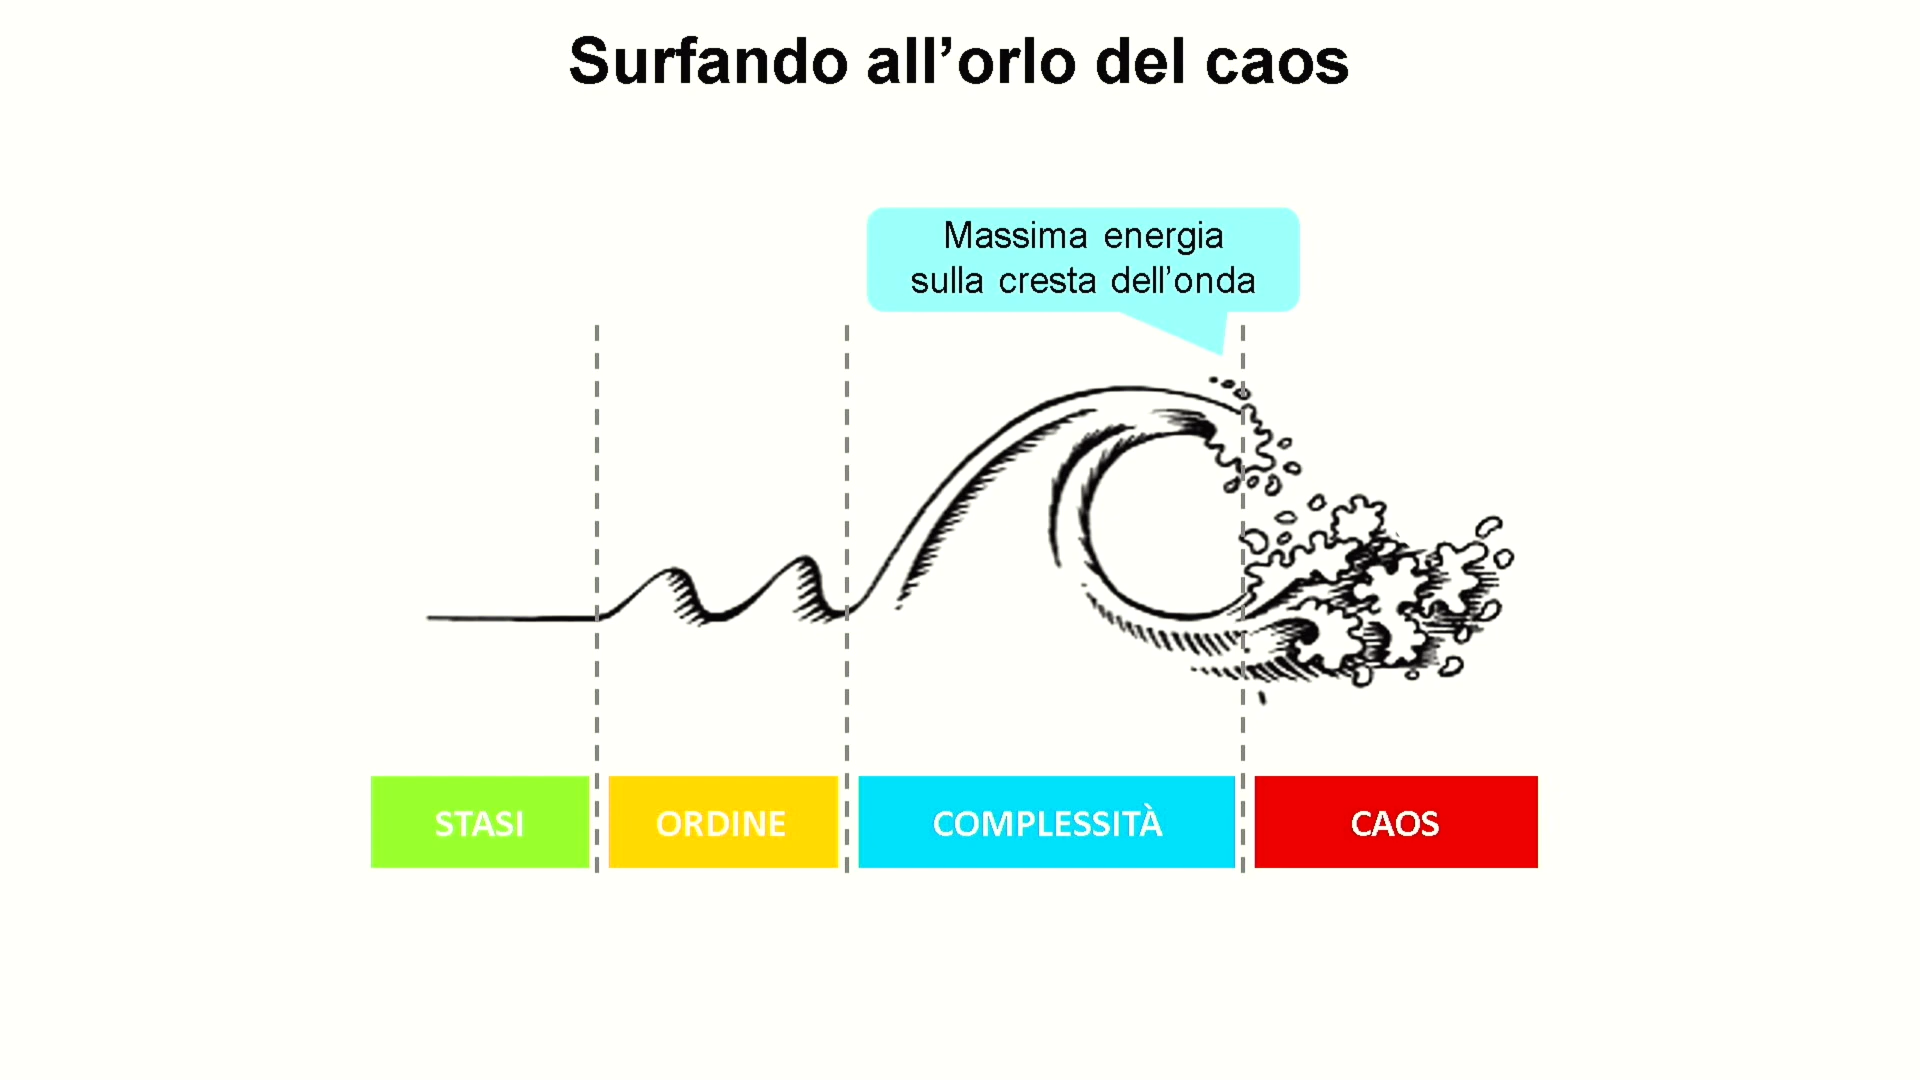 Surfando all’orlo del caos
Massima energia
sulla cresta dell’onda
STASI
ORDINE
COMPLESSITÀ
CAOS